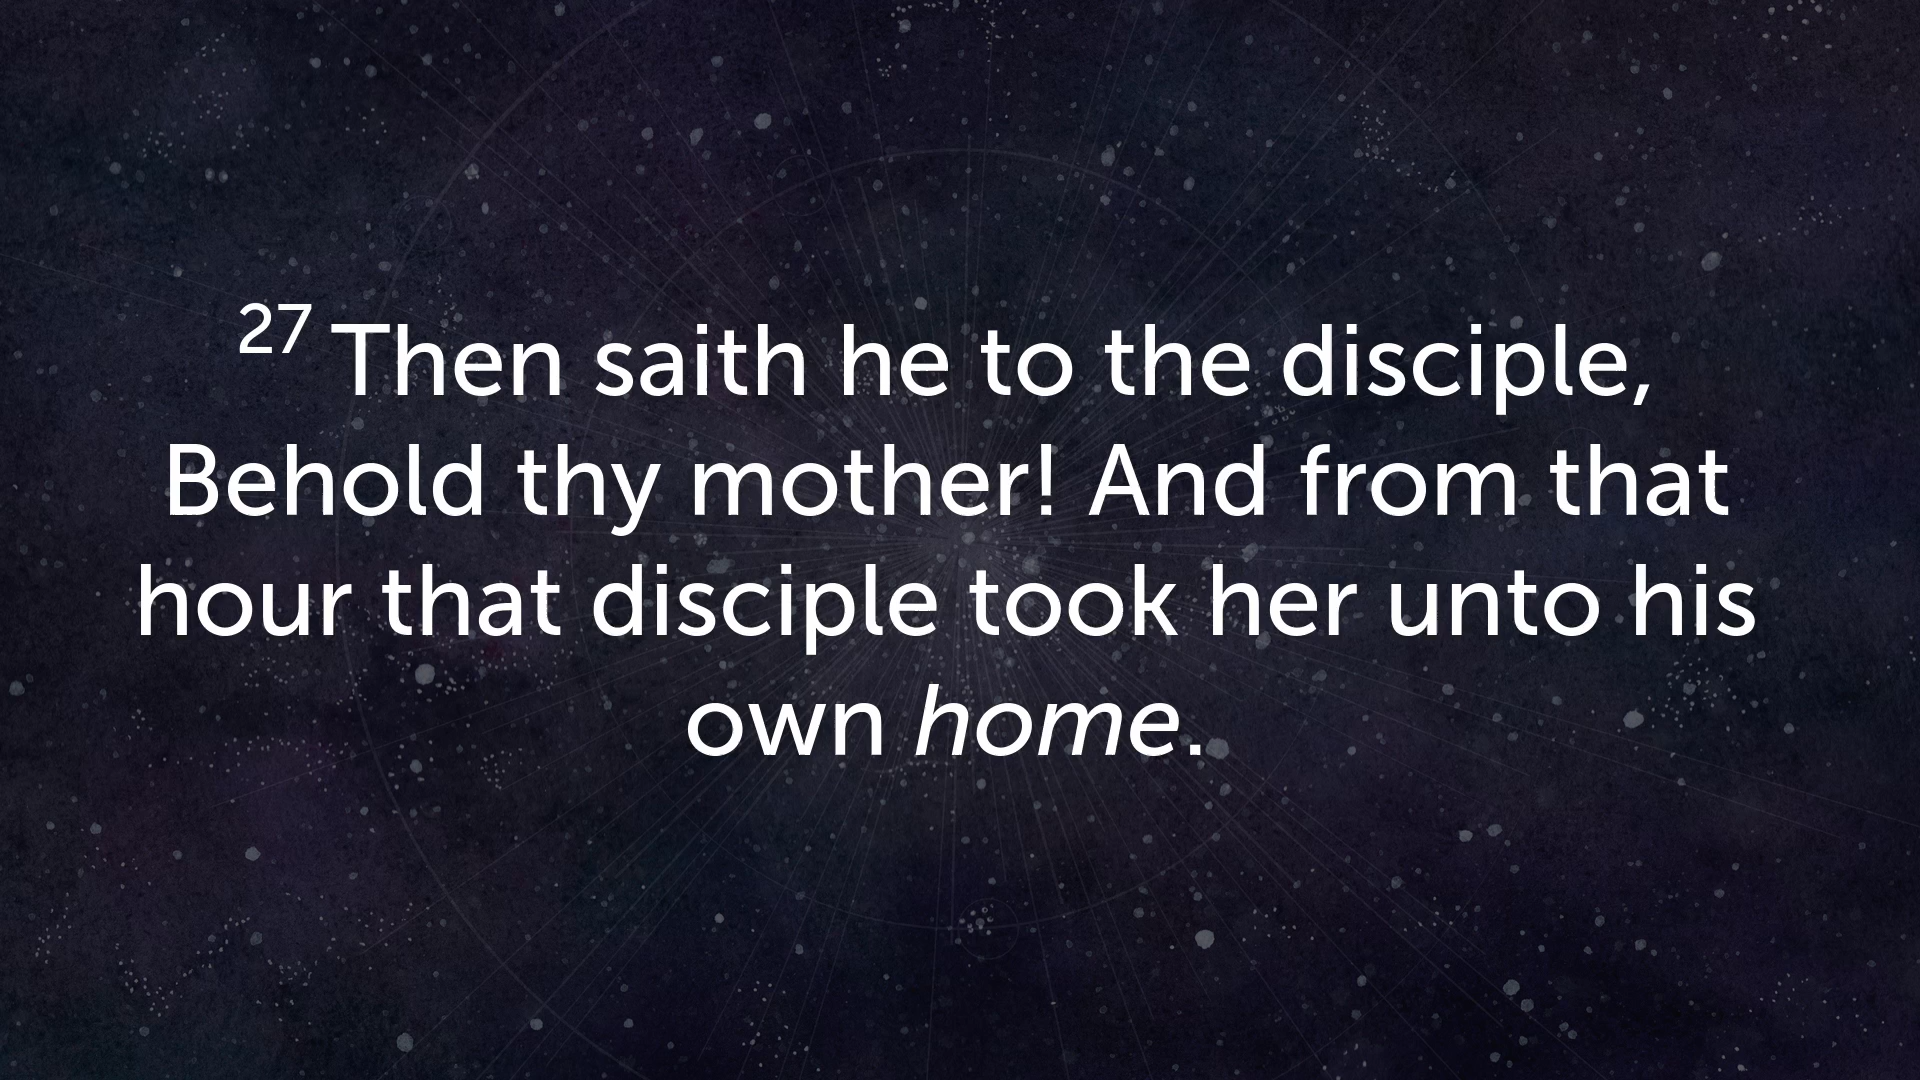 27 Then saith he to the disciple,
Behold thy mother! And from that
hour that disciple took her unto his
own home.